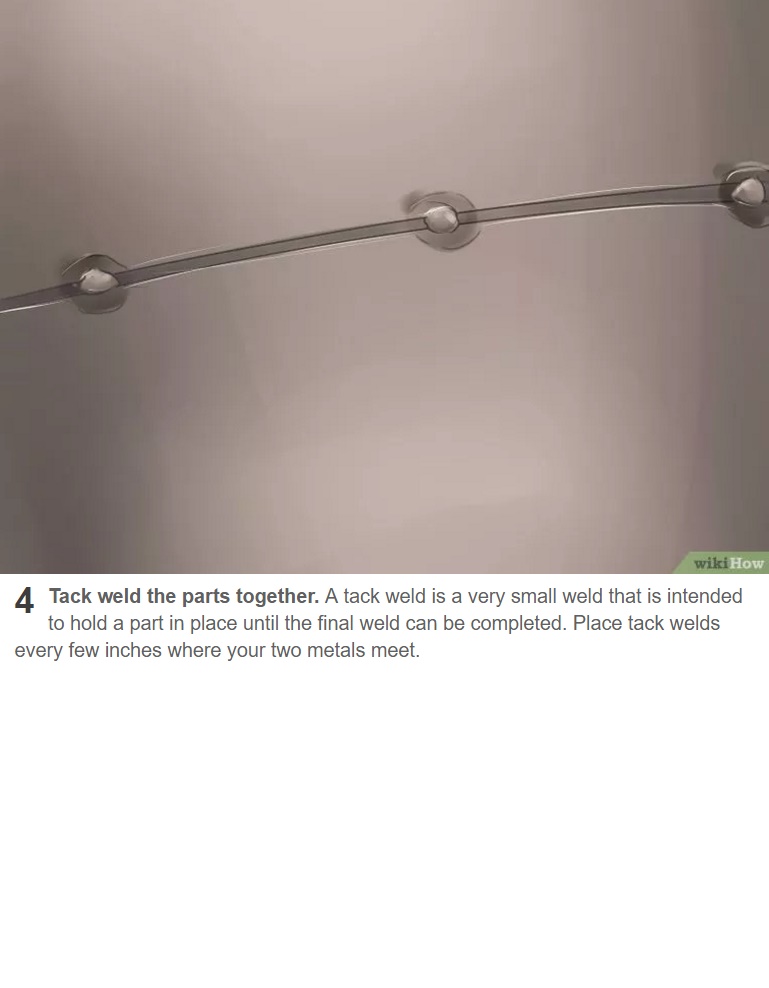 wikiHow
4 Tack weld the parts together. A tack weld is a very small weld that is intended
to hold a part in place until the final weld can be completed. Place tack welds
every few inches where your two metals meet.